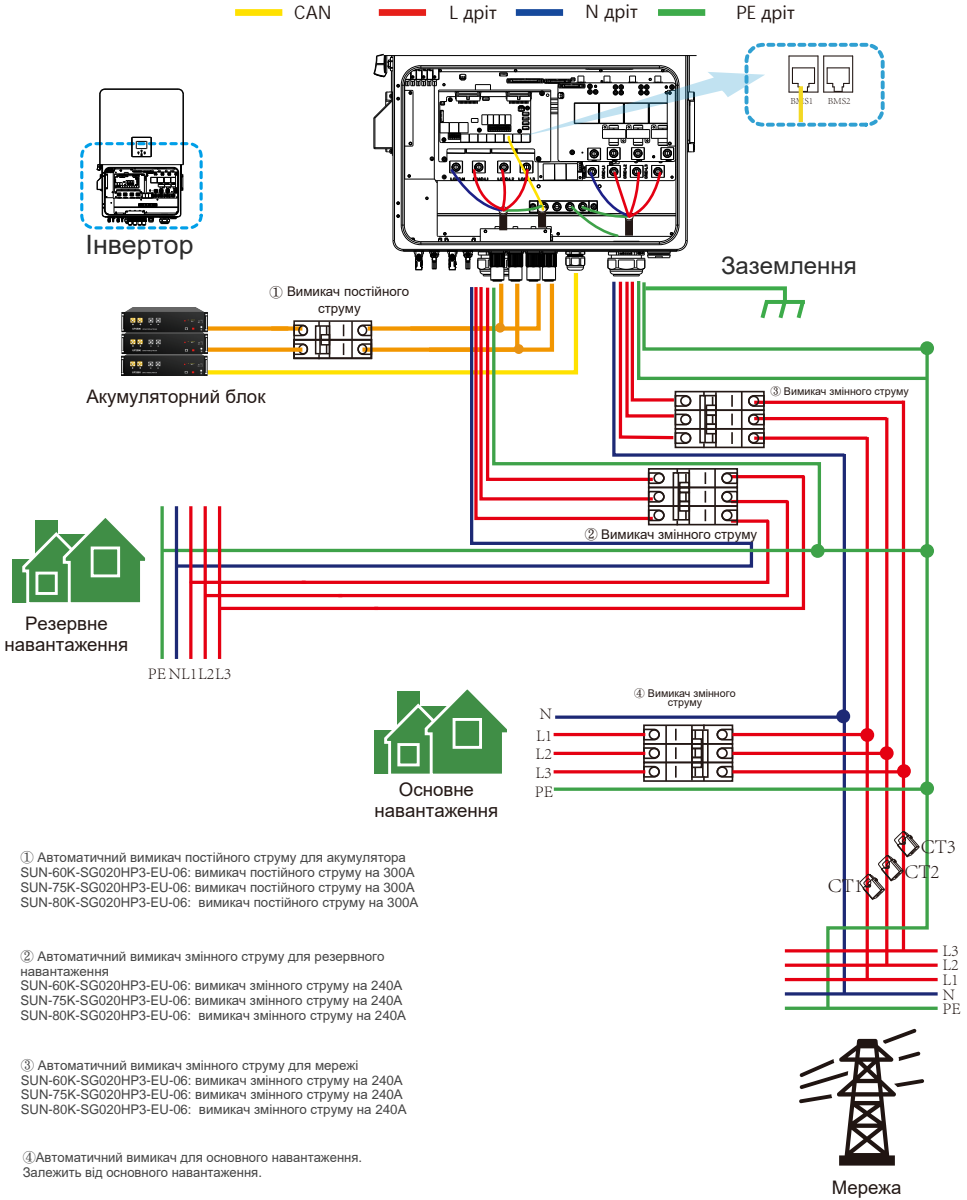 CAN
L дріт
N дріт
PE дріт
BMS1
BMS2
Інвертор
Заземлення
① Вимикач постійного
струму
Акумуляторний блок
③ Вимикач змінного струму
② Вимикач змінного струму
Резервне
навантаження
PE N L1 L2 L3
④ Вимикач змінного
струму
N
L1
L2
L3
PE
Основне
навантаження
CT3
CT2
CT1
① Автоматичний вимикач постійного струму для акумулятора
SUN-60K-SG020HP3-EU-06: вимикач постійного струму на 300A
SUN-75K-SG020HP3-EU-06: вимикач постійного струму на 300A
SUN-80K-SG020HP3-EU-06: вимикач постійного струму на 300A
② Автоматичний вимикач змінного струму для резервного
навантаження
SUN-60K-SG020HP3-EU-06: вимикач змінного струму на 240A
SUN-75K-SG020HP3-EU-06: вимикач змінного струму на 240A
SUN-80K-SG020HP3-EU-06: вимикач змінного струму на 240A
③ Автоматичний вимикач змінного струму для мережі
SUN-60K-SG020HP3-EU-06: вимикач змінного струму на 240A
SUN-75K-SG020HP3-EU-06: вимикач змінного струму на 240A
SUN-80K-SG020HP3-EU-06: вимикач змінного струму на 240A
④Автоматичний вимикач для основного навантаження.
Залежить від основного навантаження.
L3
L2
L1
N
PE
Мережа